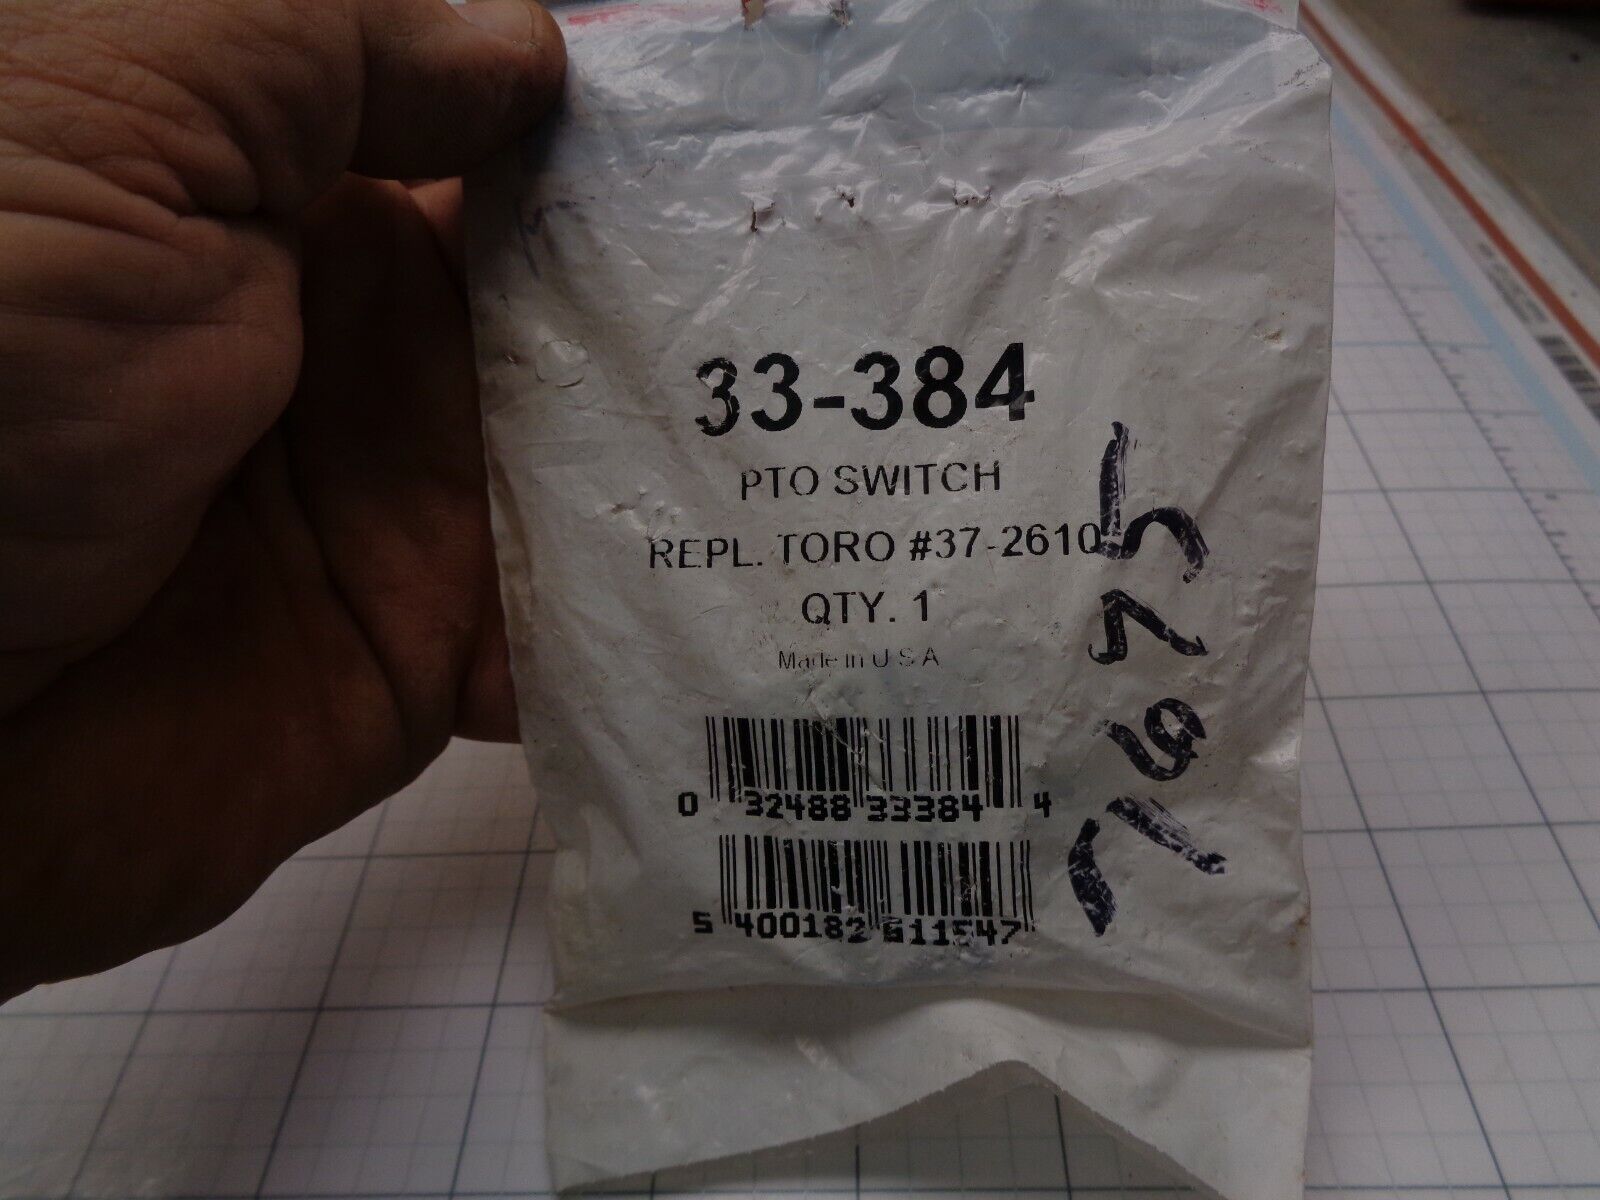 33-384
PTO SWITCH
REPL. TORO #37-2610
QTY. 1
Made in U S A
0 32488 33384 4
5 400182 611547